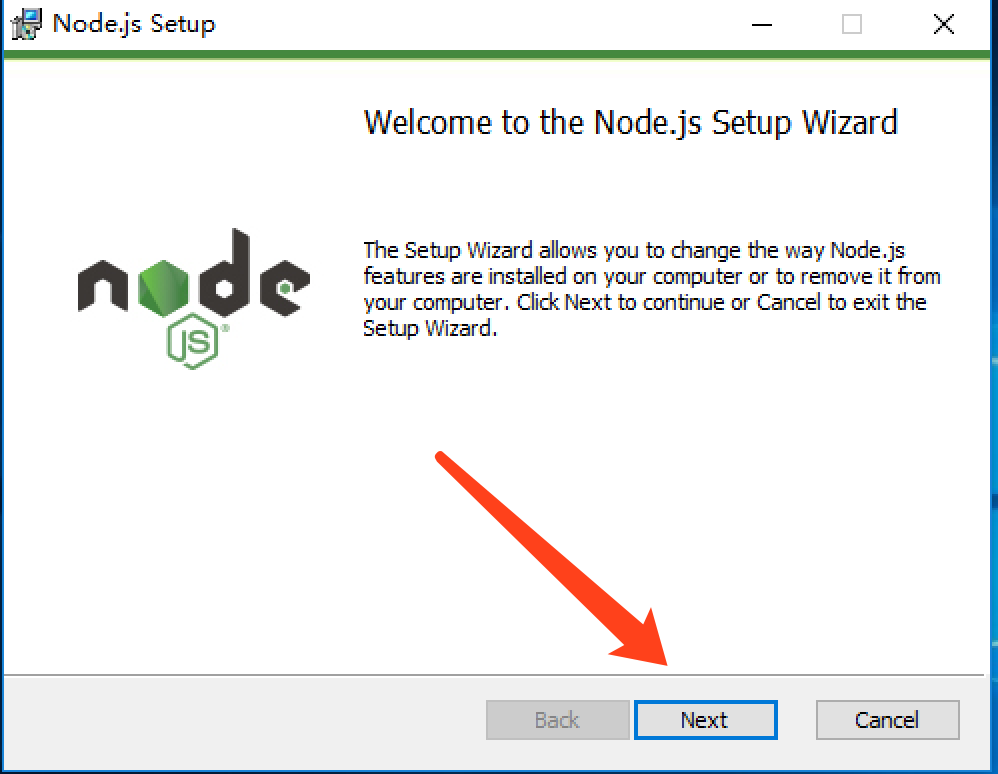 Node.js Setup
Welcome to the Node.js Setup Wizard
node
JS®
The Setup Wizard allows you to change the way Node.js
features are installed on your computer or to remove it from
your computer. Click Next to continue or Cancel to exit the
Setup Wizard.
Back
Next
Cancel